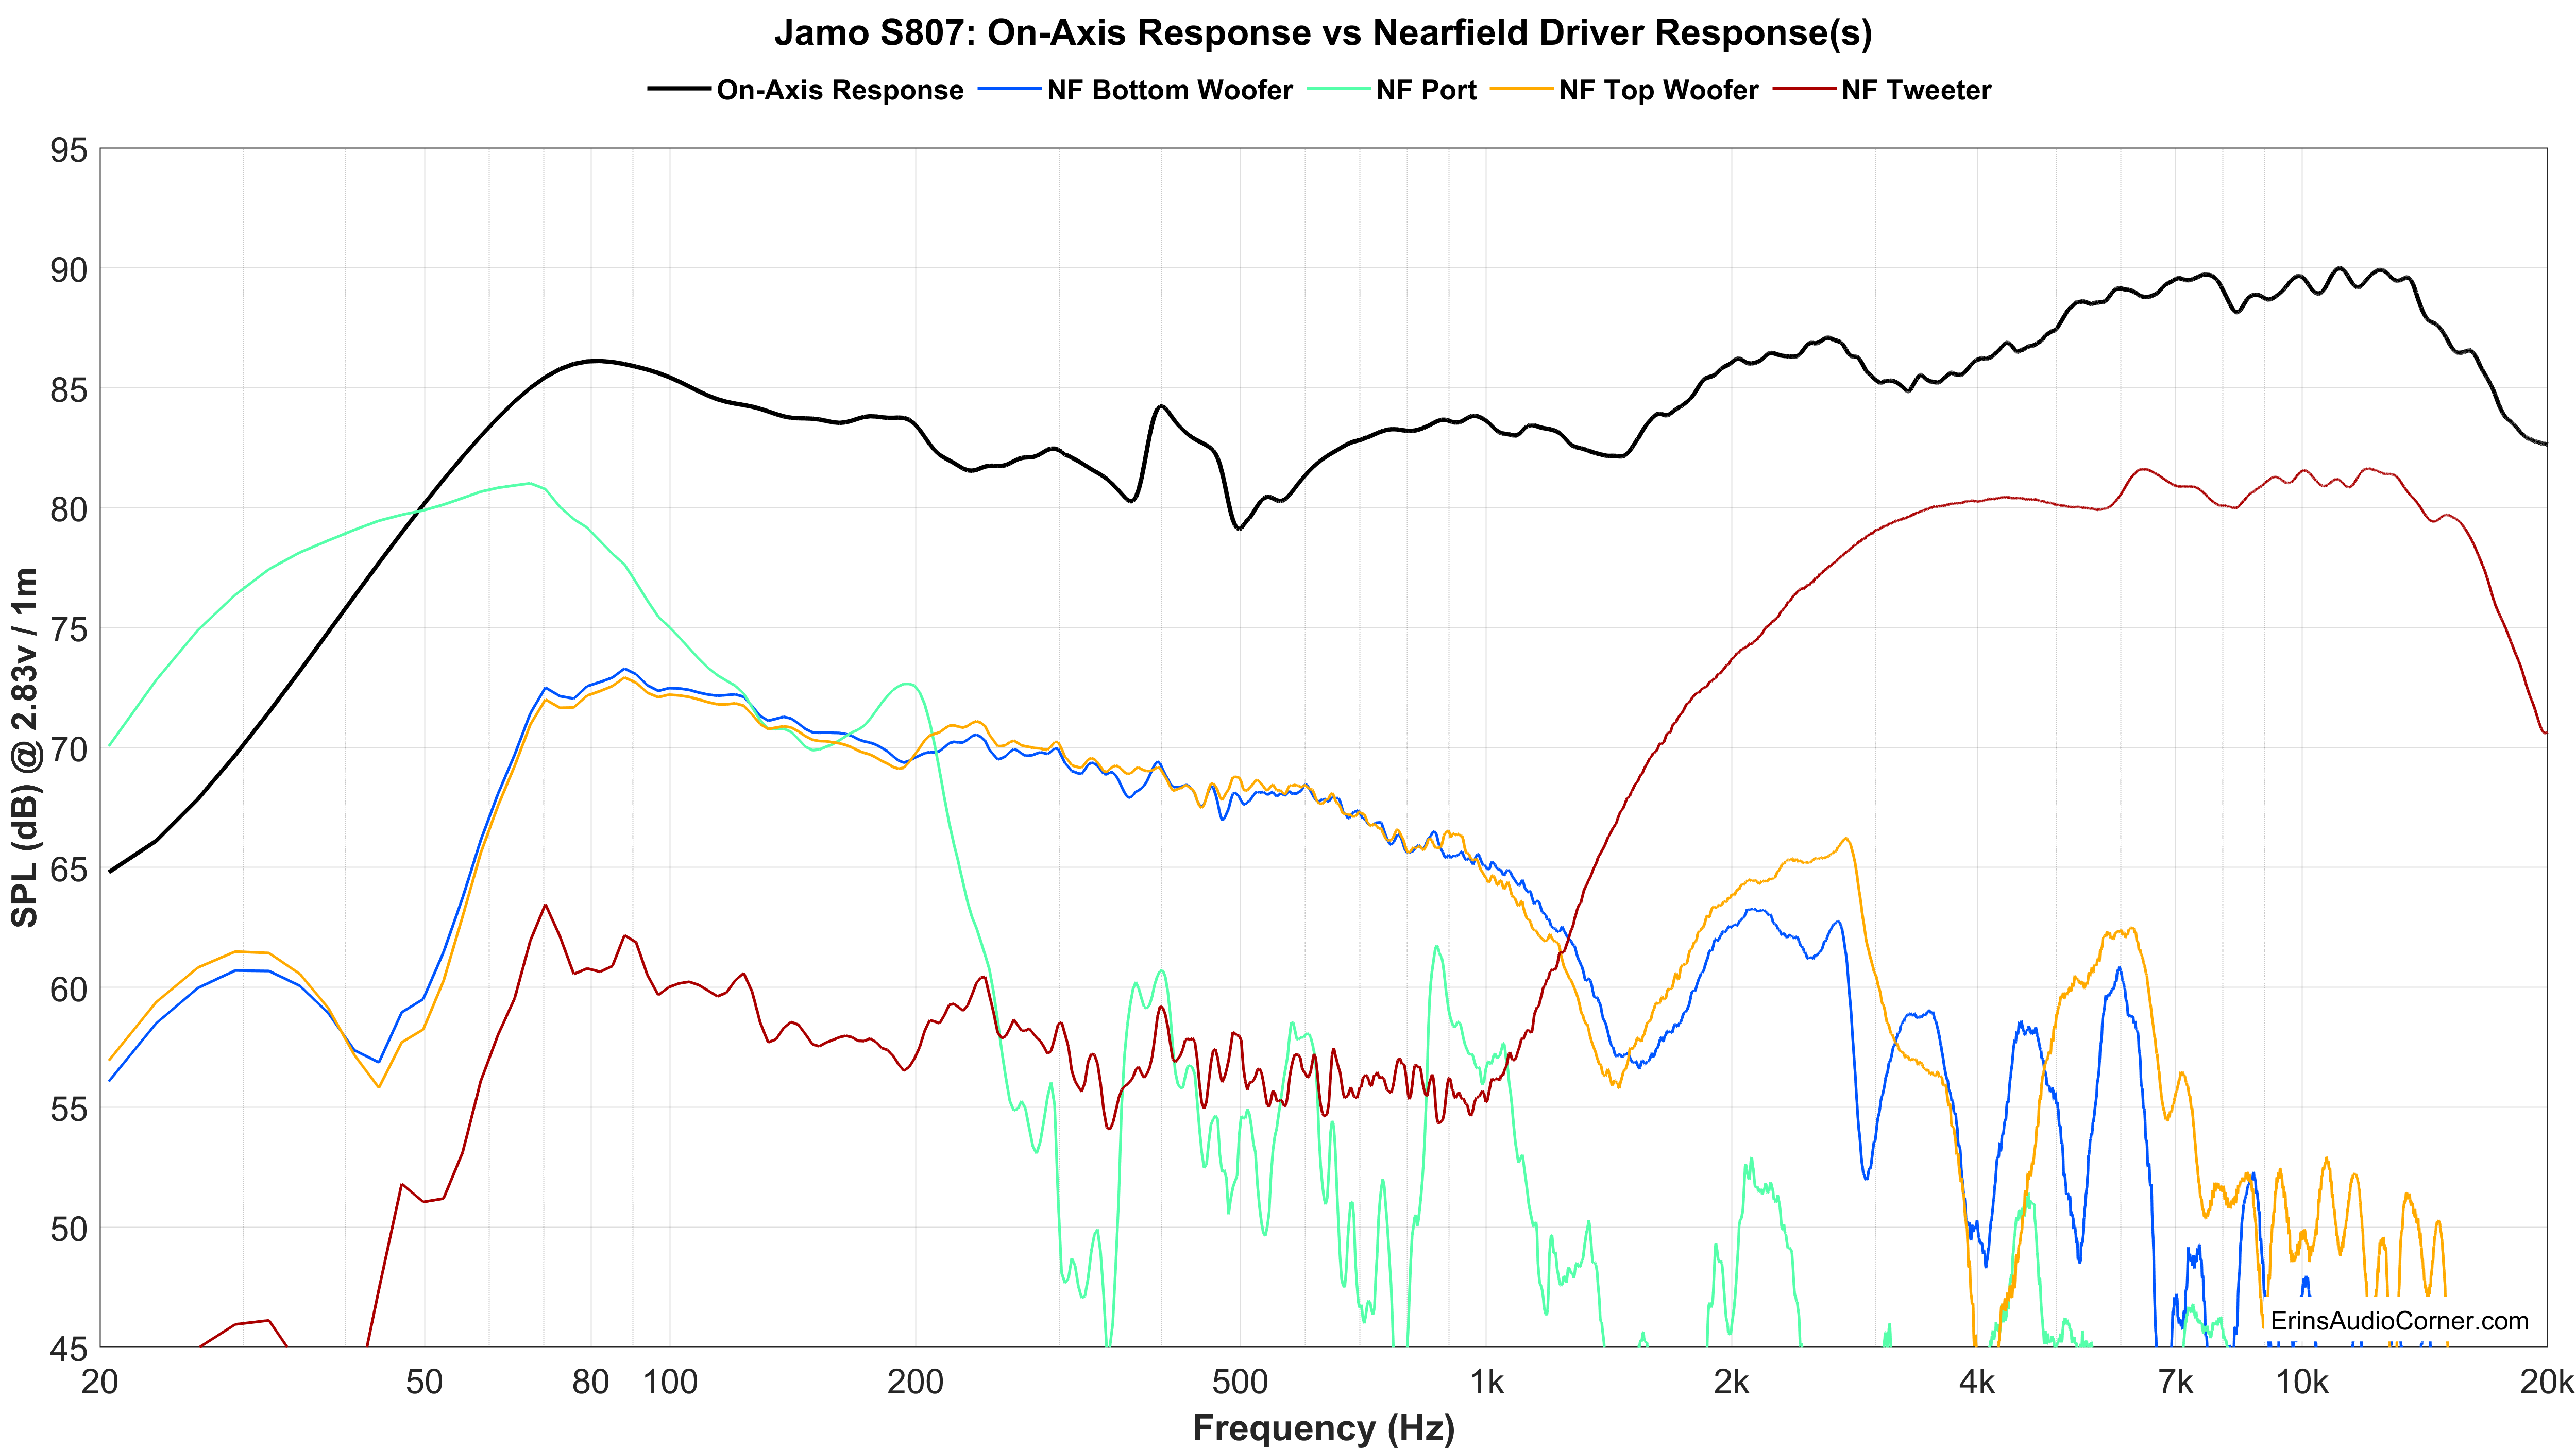 Jamo S807: On-Axis Response vs Nearfield Driver Response(s)
On-Axis Response NF Bottom Woofer NF Port NF Top Woofer NF Tweeter
95
90
85
80
75
70
65
60
55
50
45
SPL (dB) @ 2.83v / 1m
ErinsAudioCorner.com
20 50 80 100 200 500 1k 2k 4k 7k 10k 20k
Frequency (Hz)